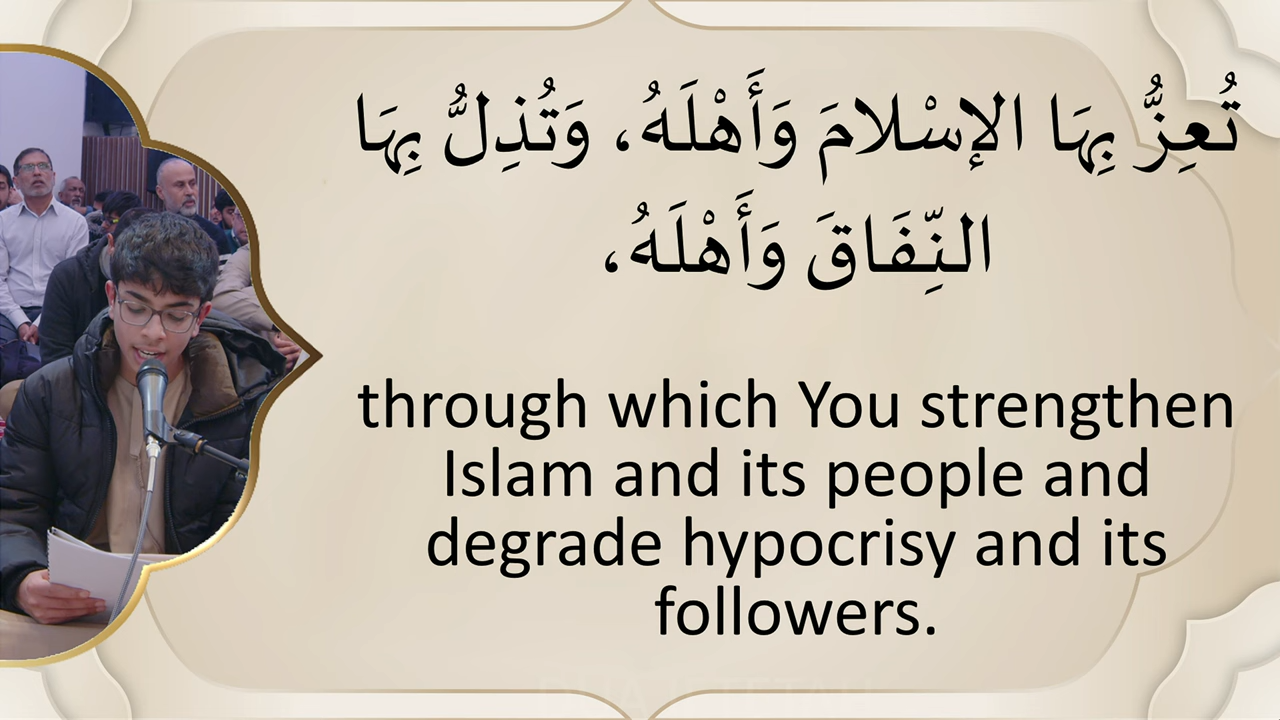 تُعِزُّ بِهَا الإسْلامَ وَأَهْلَهُ، وَتُذِلُّ بِهَا
النِّفَاقَ وَأَهْلَهُ،
through which You strengthen
Islam and its people and
degrade hypocrisy and its
followers.